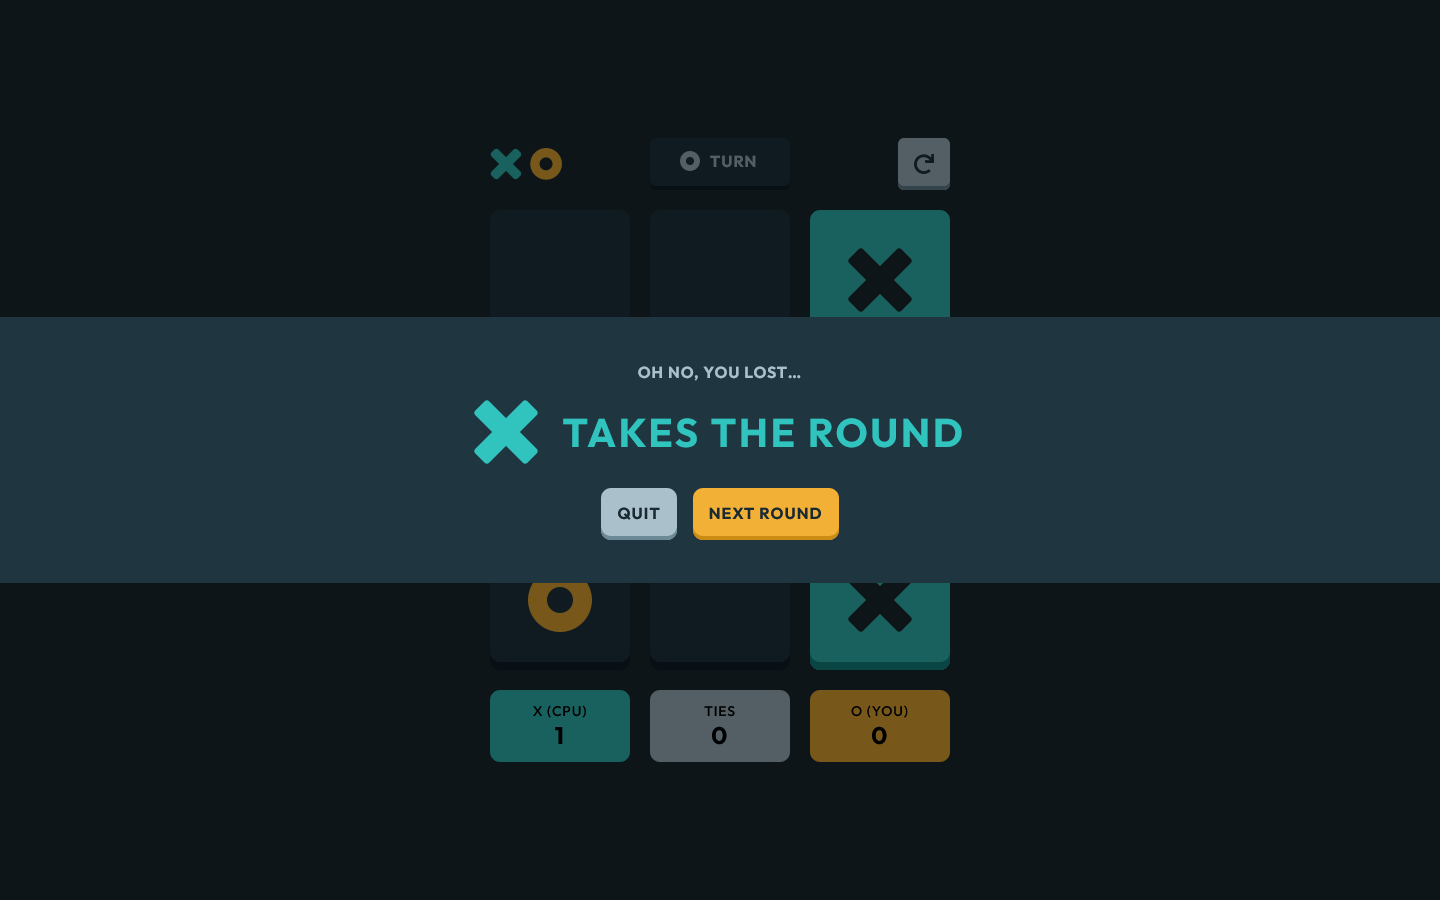 TURN
OH NO, YOU LOST…
TAKES THE ROUND
QUIT
NEXT ROUND
X (CPU)
1
TIES
0
O (YOU)
0